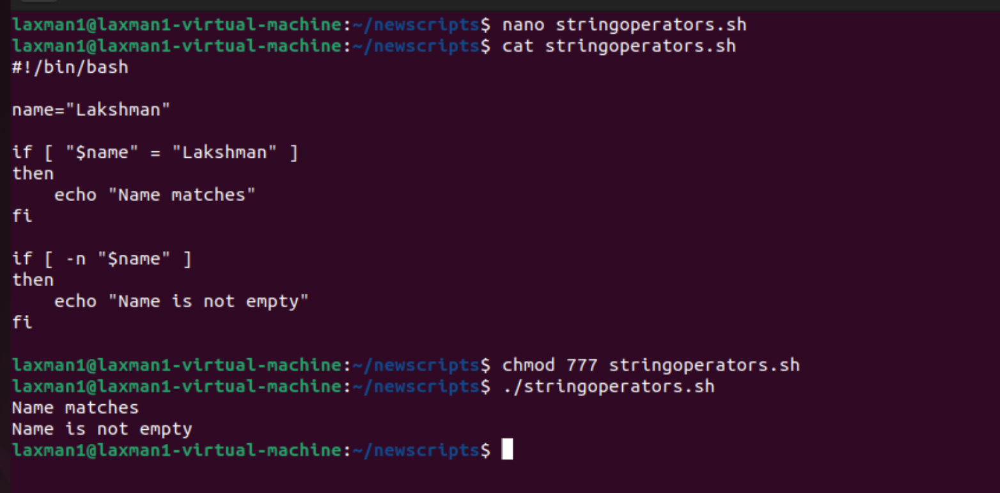 laxman1@laxman1-virtual-machine:~/newscripts$ nano stringoperators.sh
laxman1@laxman1-virtual-machine:~/newscripts$ cat stringoperators.sh
#!/bin/bash

name="Lakshman"

if [ "$name" = "Lakshman" ]
then
    echo "Name matches"
fi

if [ -n "$name" ]
then
    echo "Name is not empty"
fi

laxman1@laxman1-virtual-machine:~/newscripts$ chmod 777 stringoperators.sh
laxman1@laxman1-virtual-machine:~/newscripts$ ./stringoperators.sh
Name matches
Name is not empty
laxman1@laxman1-virtual-machine:~/newscripts$